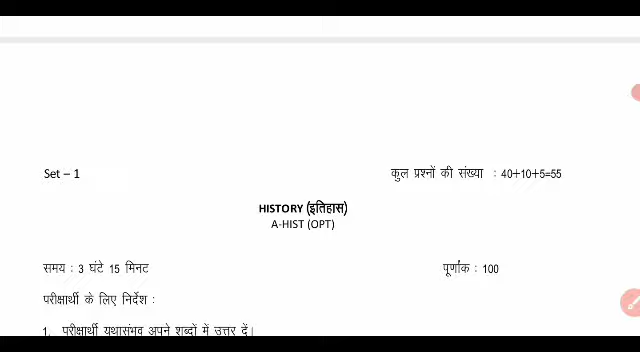 Set – 1
कुल प्रश्नों की संख्या : 40+10+5=55
HISTORY (इतिहास)
A-HIST (OPT)
समय : 3 घंटे 15 मिनट
पूर्णांक : 100
परीक्षार्थी के लिए निर्देश :
1. परीक्षार्थी यथासंभव अपने शब्दों में उत्तर दें।